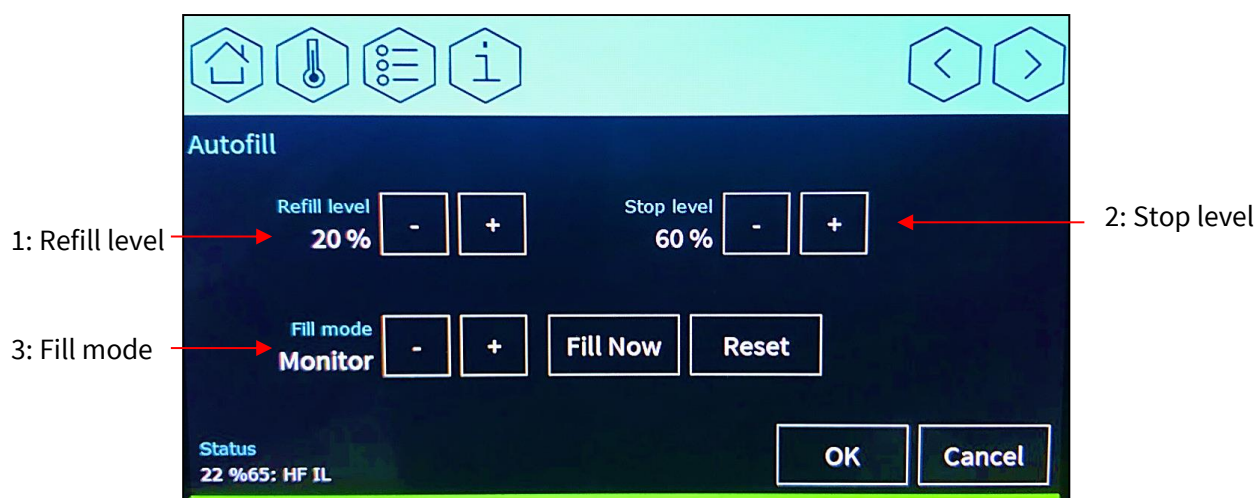 i
Autofill
Refill level
20 %
- +
Stop level
60 %
- +
1: Refill level
2: Stop level
Fill mode
Monitor
- +
Fill Now
Reset
3: Fill mode
Status
22 %65: HF IL
OK
Cancel